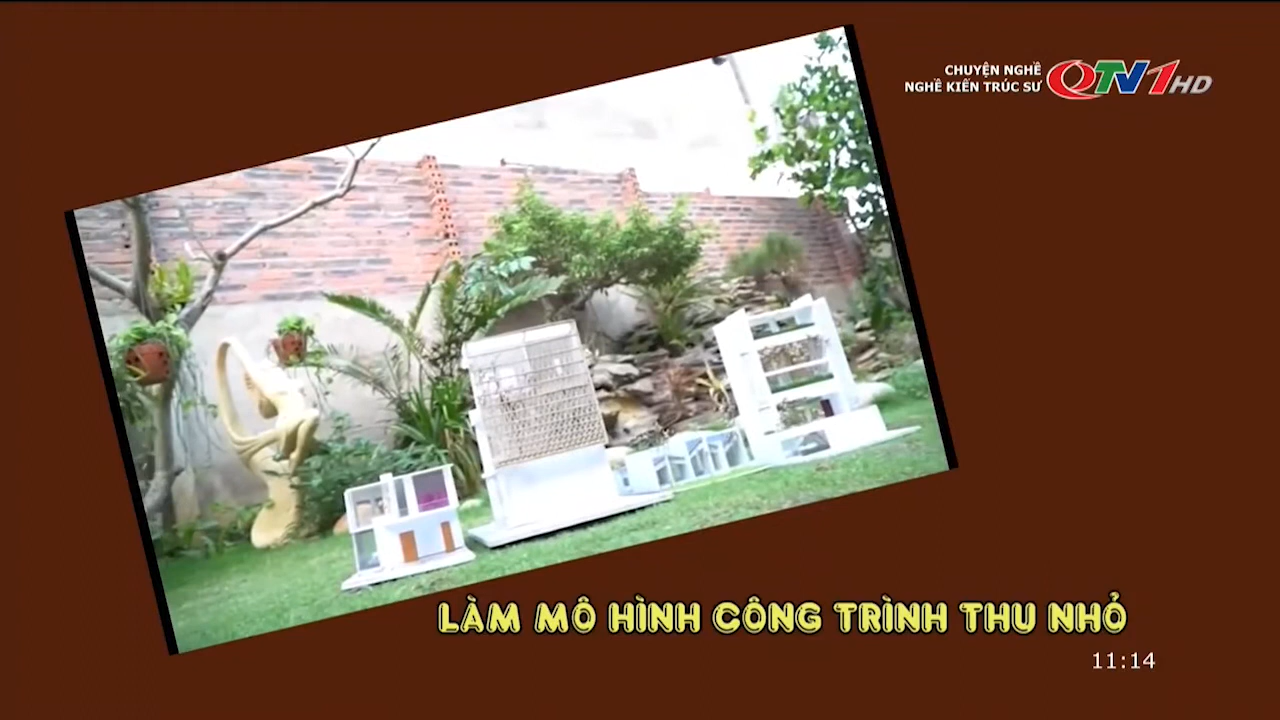 CHUYỆN NGHỀ
NGHỀ KIẾN TRÚC SƯ
QTV1HD
LÀM MÔ HÌNH CÔNG TRÌNH THU NHỎ
11:14